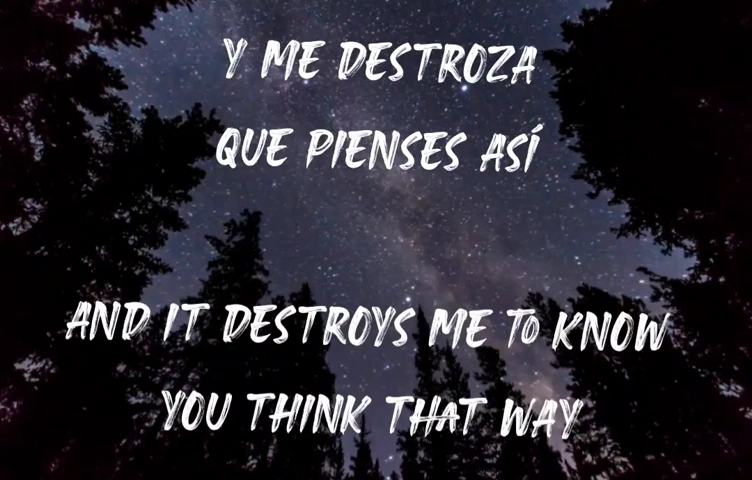 Y ME DESTROZA
QUE PIENSES ASÍ
AND IT DESTROYS ME TO KNOW
YOU THINK THAT WAY